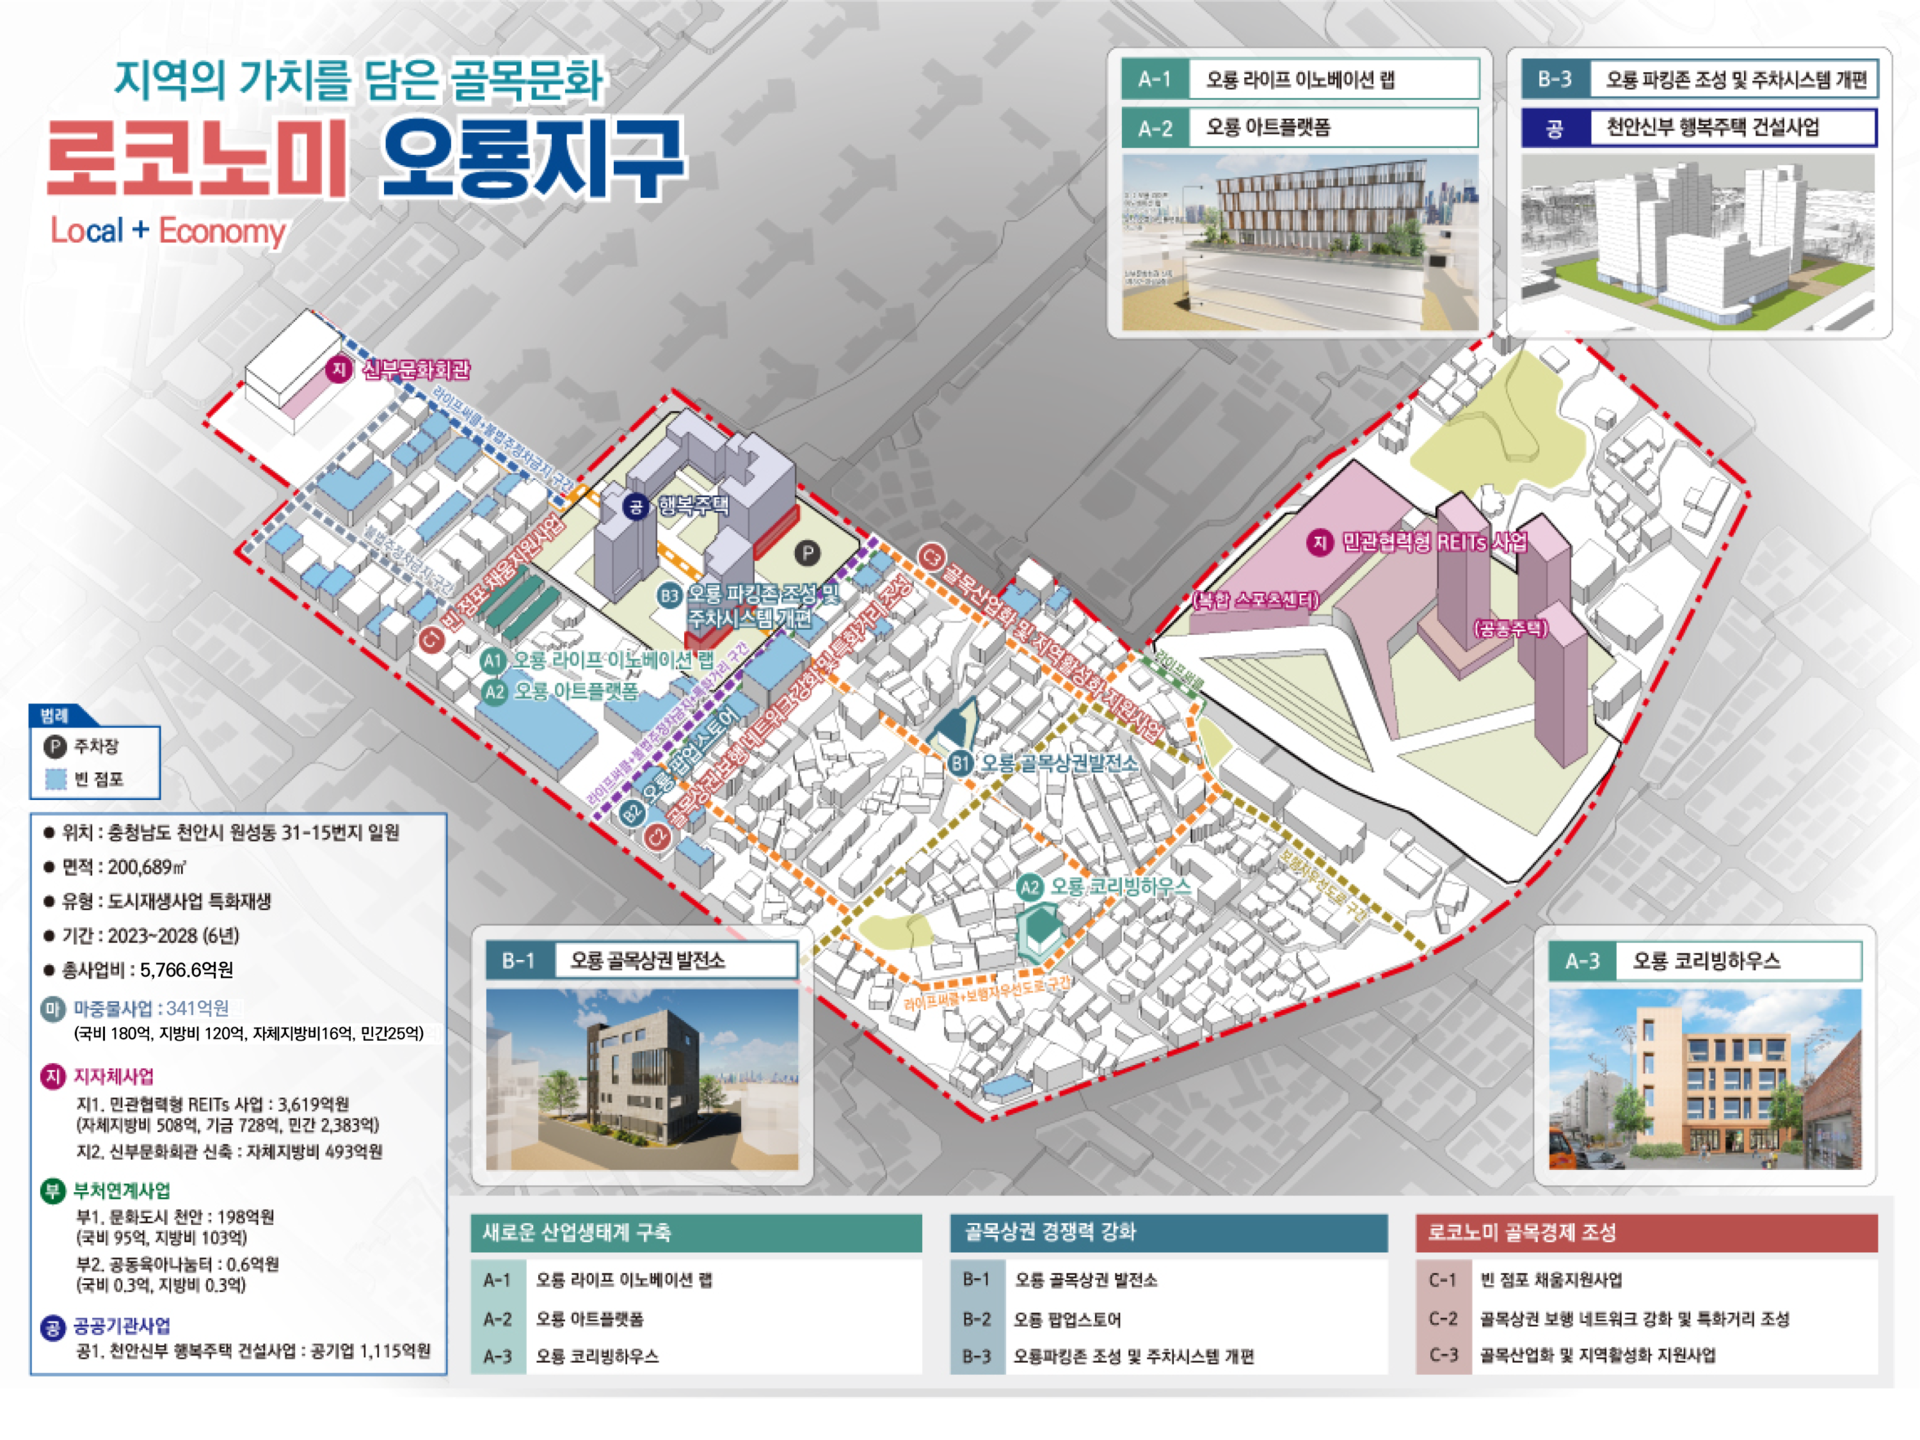 지역의 가치를 담은 골목문화
로코노미 오룡지구
Local + Economy
A-1 오룡 라이프 이노베이션 랩
A-2 오룡 아트플랫폼
B-3 오룡 파킹존 조성 및 주차시스템 개편
공 천안신부 행복주택 건설사업
지 신부문화회관
라이프써클+불법주정차금지 구간
불법주정차금지 구간
공 행복주택
P
B3 오룡 파킹존 조성 및
주차시스템 개편
C1 빈 점포 채움지원사업
A1 오룡 라이프 이노베이션 랩
A2 오룡 아트플랫폼
라이프써클+불법주정차금지+특화거리 구간
B2 오룡 팝업스토어
C2 골목상권 보행 네트워크 강화 및 특화거리 조성
C3 골목산업화 및 지역활성화 지원사업
라이프써클
B1 오룡 골목상권발전소
지 민관협력형 REITs 사업
(복합 스포츠센터)
(공동주택)
보행자우선도로 구간
A2 오룡 코리빙하우스
라이프써클+보행자우선도로 구간
범례
P 주차장
빈 점포
● 위치 : 충청남도 천안시 원성동 31-15번지 일원
● 면적 : 200,689㎡
● 유형 : 도시재생사업 특화재생
● 기간 : 2023~2028 (6년)
● 총사업비 : 5,766.6억원
마 마중물사업 : 341억원
(국비 180억, 지방비 120억, 자체지방비16억, 민간25억)
지 지자체사업
지1. 민관협력형 REITs 사업 : 3,619억원
(자체지방비 508억, 기금 728억, 민간 2,383억)
지2. 신부문화회관 신축 : 자체지방비 493억원
부 부처연계사업
부1. 문화도시 천안 : 198억원
(국비 95억, 지방비 103억)
부2. 공동육아나눔터 : 0.6억원
(국비 0.3억, 지방비 0.3억)
공 공공기관사업
공1. 천안신부 행복주택 건설사업 : 공기업 1,115억원
B-1 오룡 골목상권 발전소
A-3 오룡 코리빙하우스
새로운 산업생태계 구축
A-1 오룡 라이프 이노베이션 랩
A-2 오룡 아트플랫폼
A-3 오룡 코리빙하우스
골목상권 경쟁력 강화
B-1 오룡 골목상권 발전소
B-2 오룡 팝업스토어
B-3 오룡파킹존 조성 및 주차시스템 개편
로코노미 골목경제 조성
C-1 빈 점포 채움지원사업
C-2 골목상권 보행 네트워크 강화 및 특화거리 조성
C-3 골목산업화 및 지역활성화 지원사업